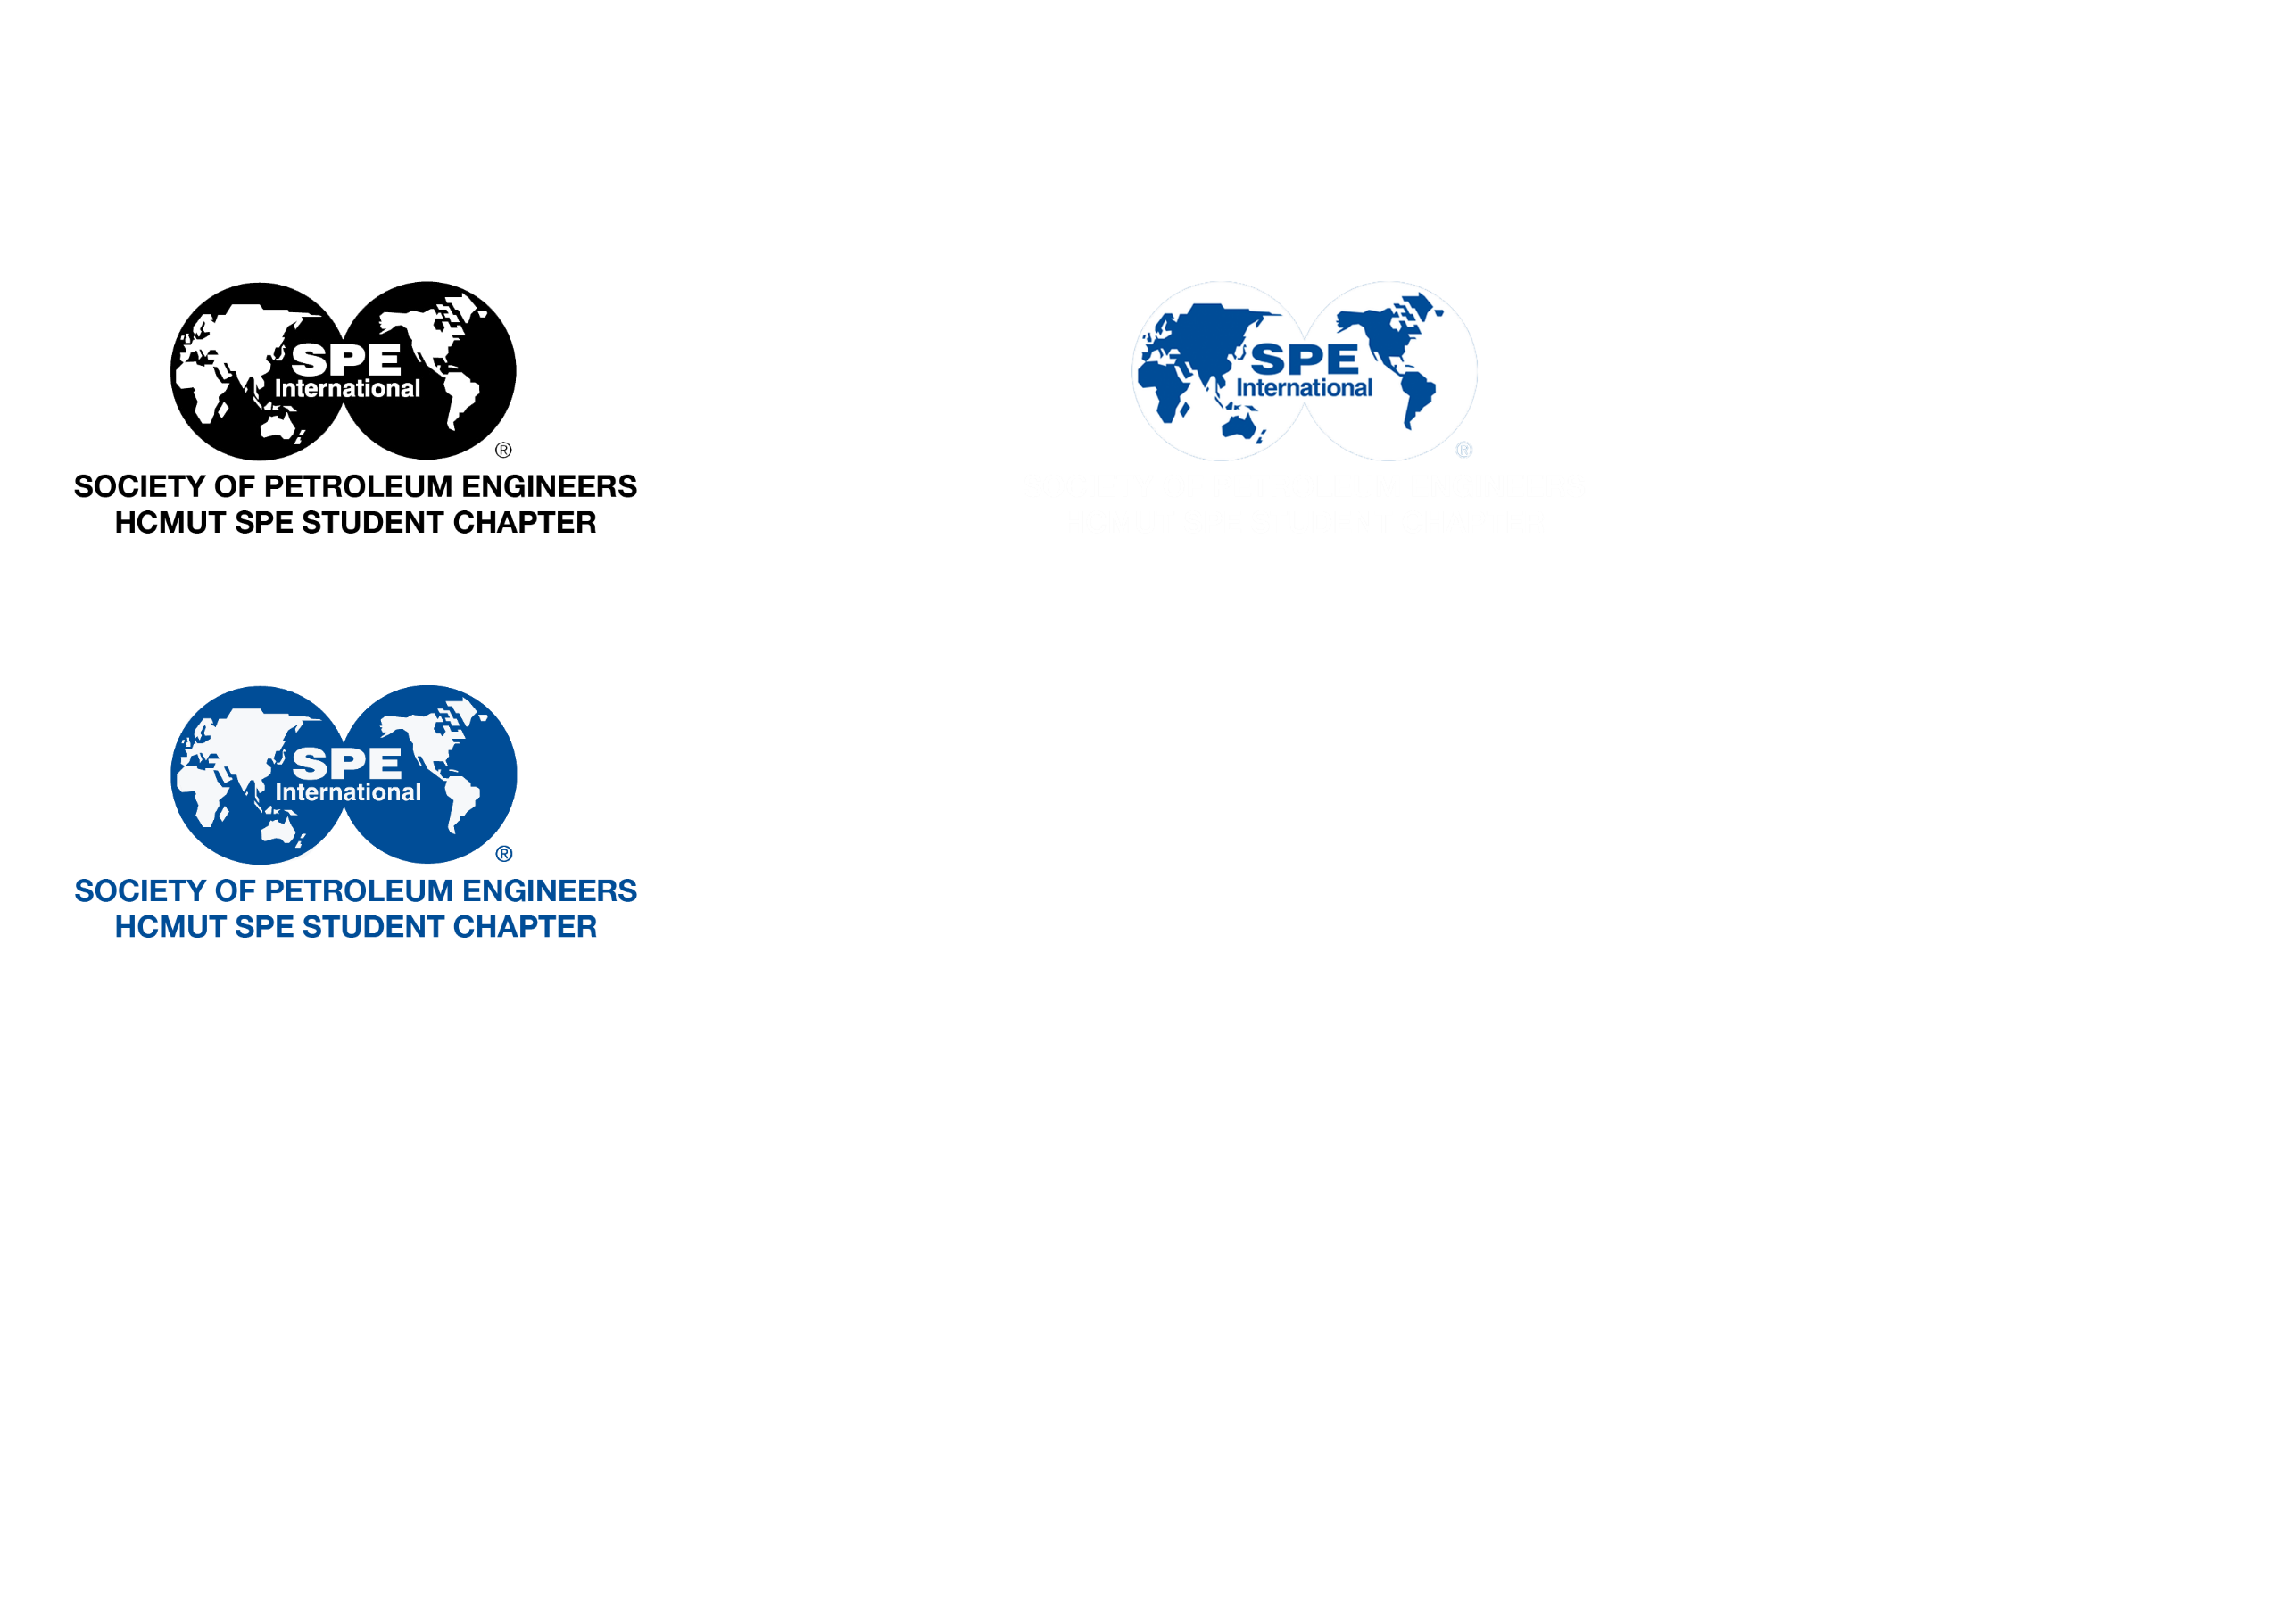 SPE
International
®
SOCIETY OF PETROLEUM ENGINEERS
HCMUT SPE STUDENT CHAPTER
SPE
International
®
SPE
International
®
SOCIETY OF PETROLEUM ENGINEERS
HCMUT SPE STUDENT CHAPTER